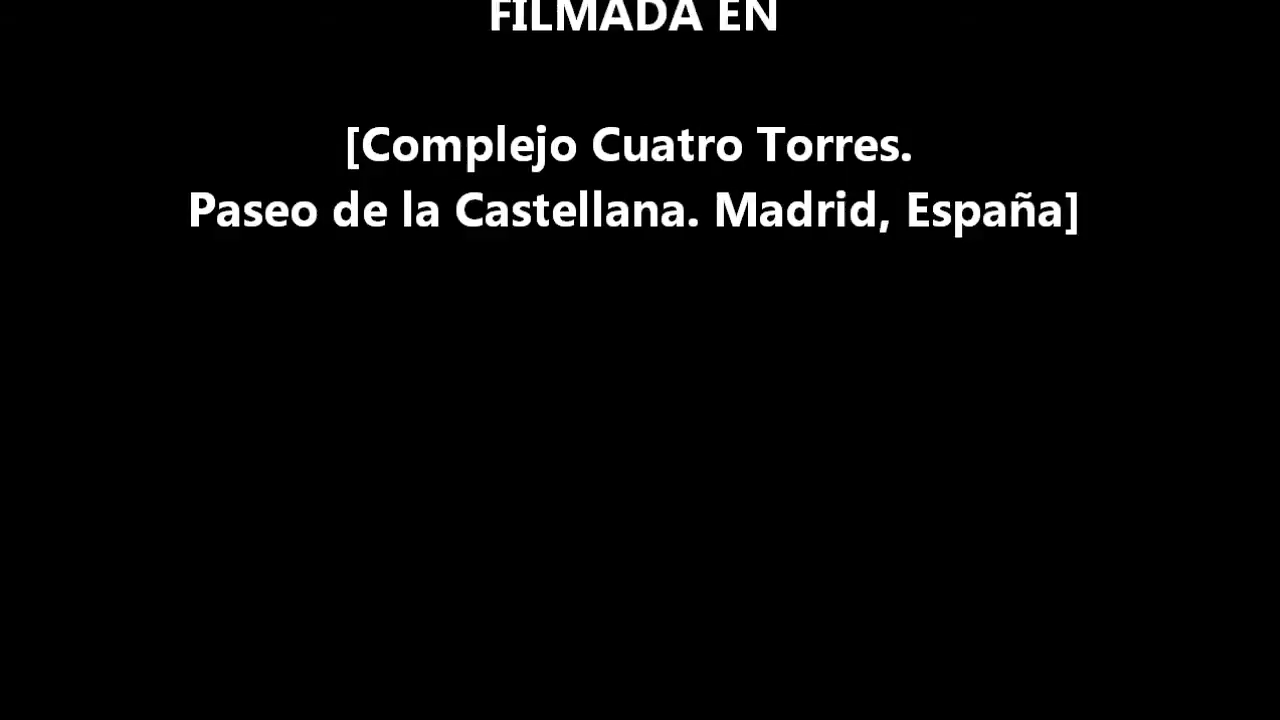 FILMADA EN
[Complejo Cuatro Torres.
Paseo de la Castellana. Madrid, España]